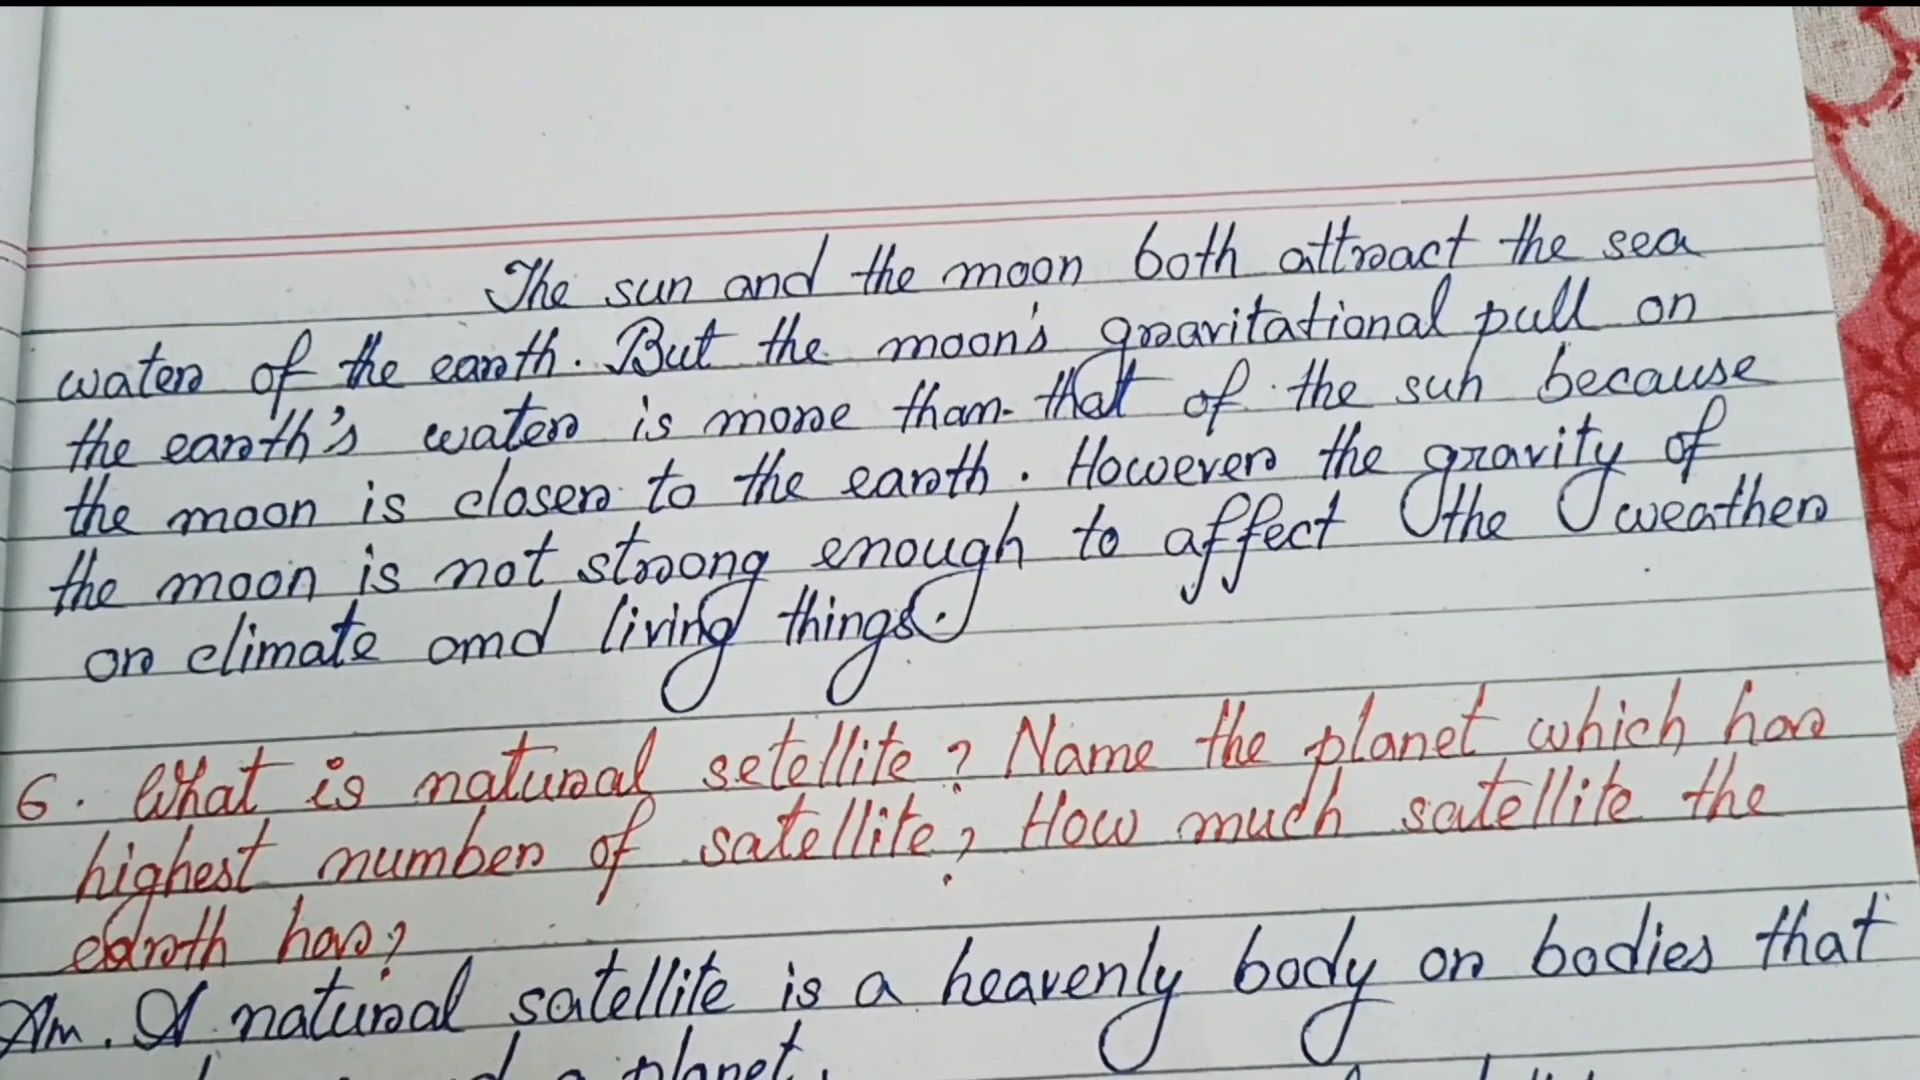 The sun and the moon both attract the sea
water of the earth. But the moon's gravitational pull on
the earth's water is more than that of the sun because
the moon is closer to the earth. However the gravity of
the moon is not strong enough to affect the weather
or climate and living things.
6. What is natural setellite? Name the planet which has
highest number of satellite? How much satellite the
earth has?
Ans. A natural satellite is a heavenly body or bodies that
a planet.